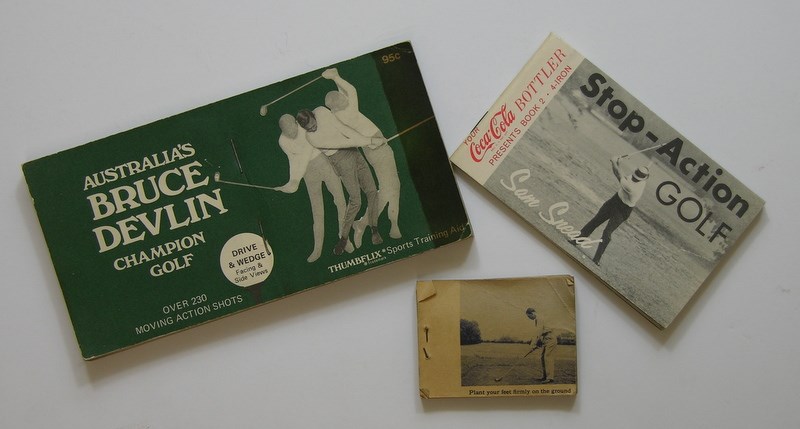 95c
AUSTRALIA'S
BRUCE
DEVLIN
CHAMPION
GOLF
DRIVE
& WEDGE
Facing &
Side Views
OVER 230
MOVING ACTION SHOTS
THUMBFLIX® Sports Training Aid
YOUR
Coca-Cola BOTTLER
PRESENTS BOOK 2 - 4-IRON
Stop-Action
GOLF
Sam Snead
Plant your feet firmly on the ground